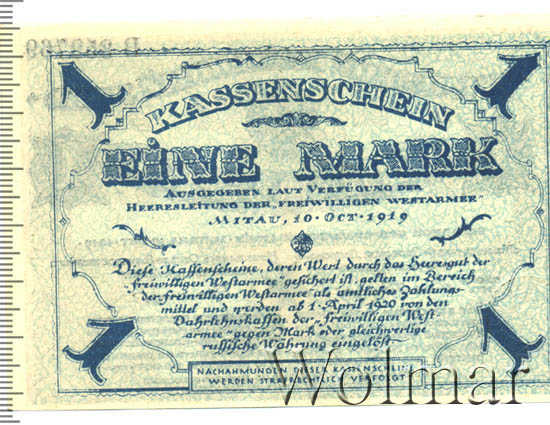 1 1
KASSENSCHEIN
EINE MARK
AUSGEGEBEN LAUT VERFÜGUNG DER
HEERESLEITUNG DER „FREIWILLIGEN WESTARMEE"
MITAU, 10 · OCT · 1919
Diese Kassenscheine, deren Wert durch das Heeresgut der
„freiwilligen Westarmee" gesichert ist, gelten im Bereich
der „freiwilligen Westarmee" als amtliches Zahlungs-
mittel und werden ab 1·April 1920 von den
Dahrlehnskassen der „freiwilligen West-
armee" gegen Mark oder gleichwertige
russische Währung eingelöst.
1 1
NACHAHMUNGEN DIESER KASSENSCHEINE
WERDEN STRAFRECHTLICH VERFOLGT
Wolmar